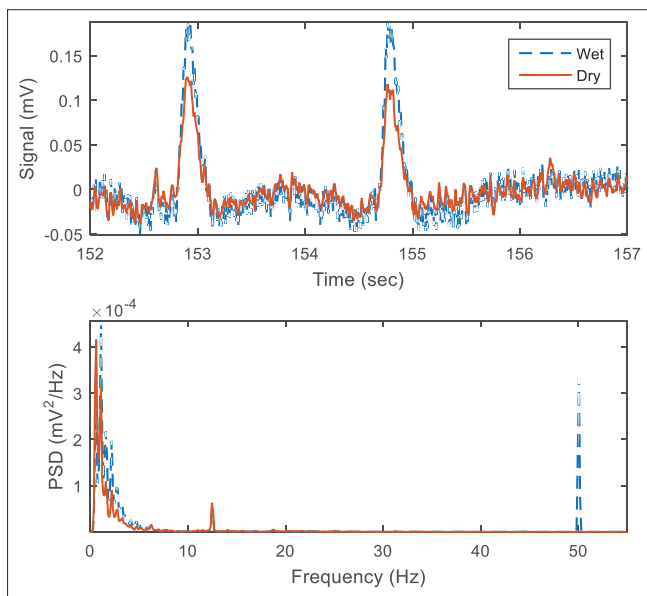 0.15
0.1
0.05
0
-0.05
Signal (mV)
Wet
Dry
152 153 154 155 156 157
Time (sec)
×10⁻⁴
4
3
2
1
PSD (mV²/Hz)
0 10 20 30 40 50
Frequency (Hz)